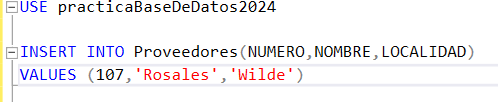 USE practicaBaseDeDatos2024
INSERT INTO Proveedores(NUMERO,NOMBRE,LOCALIDAD)
VALUES (107,'Rosales','Wilde')